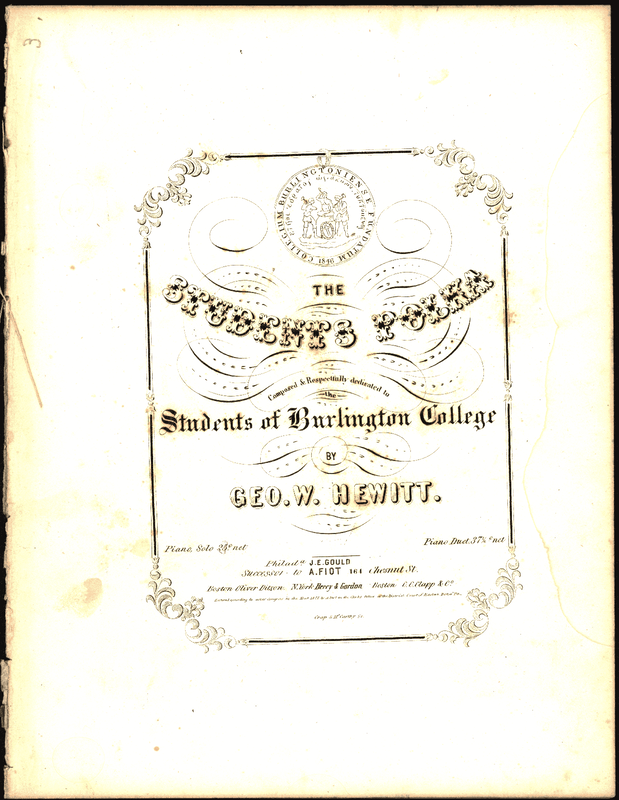 3
COLLEGIUM BURLINGTONIENSE FUNDATUM 1846
THE
STUDENTS POLKA
Composed & Respectfully dedicated to
the
Students of Burlington College
BY
GEO. W. HEWITT.
Piano, Solo 25c net
Piano Duet 37½ c net
Philada. J.E. GOULD
Successor to A. FIOT 164 Chesnut St.
Boston Oliver Ditson. N. York Berry & Gordon Boston: C.C. Clapp & Co.